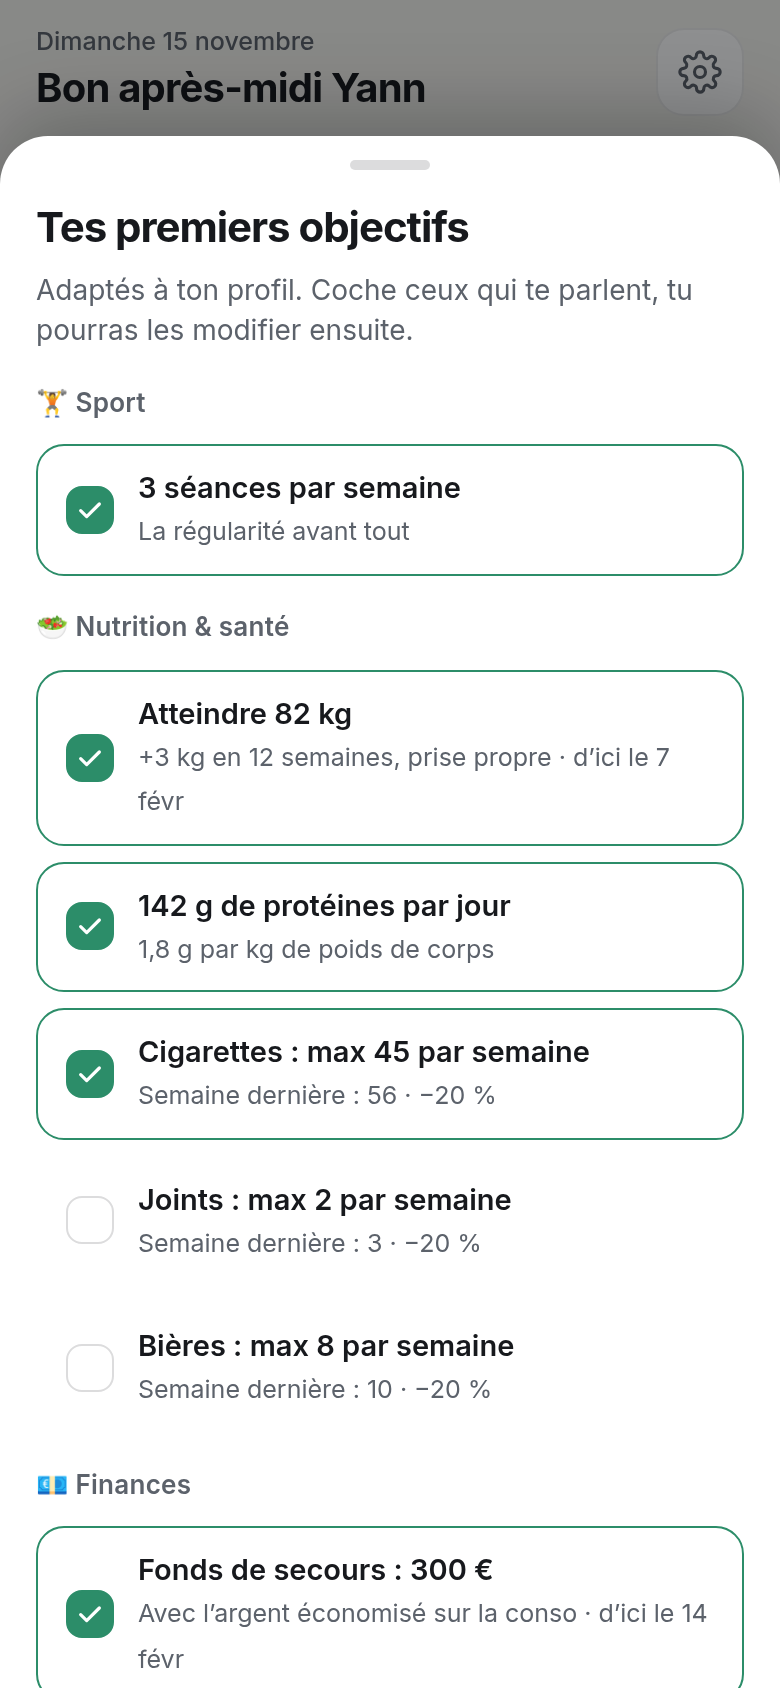 Dimanche 15 novembre
Bon après-midi Yann
Tes premiers objectifs
Adaptés à ton profil. Coche ceux qui te parlent, tu
pourras les modifier ensuite.
🏋️ Sport
3 séances par semaine
La régularité avant tout
🥗 Nutrition & santé
Atteindre 82 kg
+3 kg en 12 semaines, prise propre · d’ici le 7
févr
142 g de protéines par jour
1,8 g par kg de poids de corps
Cigarettes : max 45 par semaine
Semaine dernière : 56 · −20 %
Joints : max 2 par semaine
Semaine dernière : 3 · −20 %
Bières : max 8 par semaine
Semaine dernière : 10 · −20 %
💶 Finances
Fonds de secours : 300 €
Avec l’argent économisé sur la conso · d’ici le 14
févr